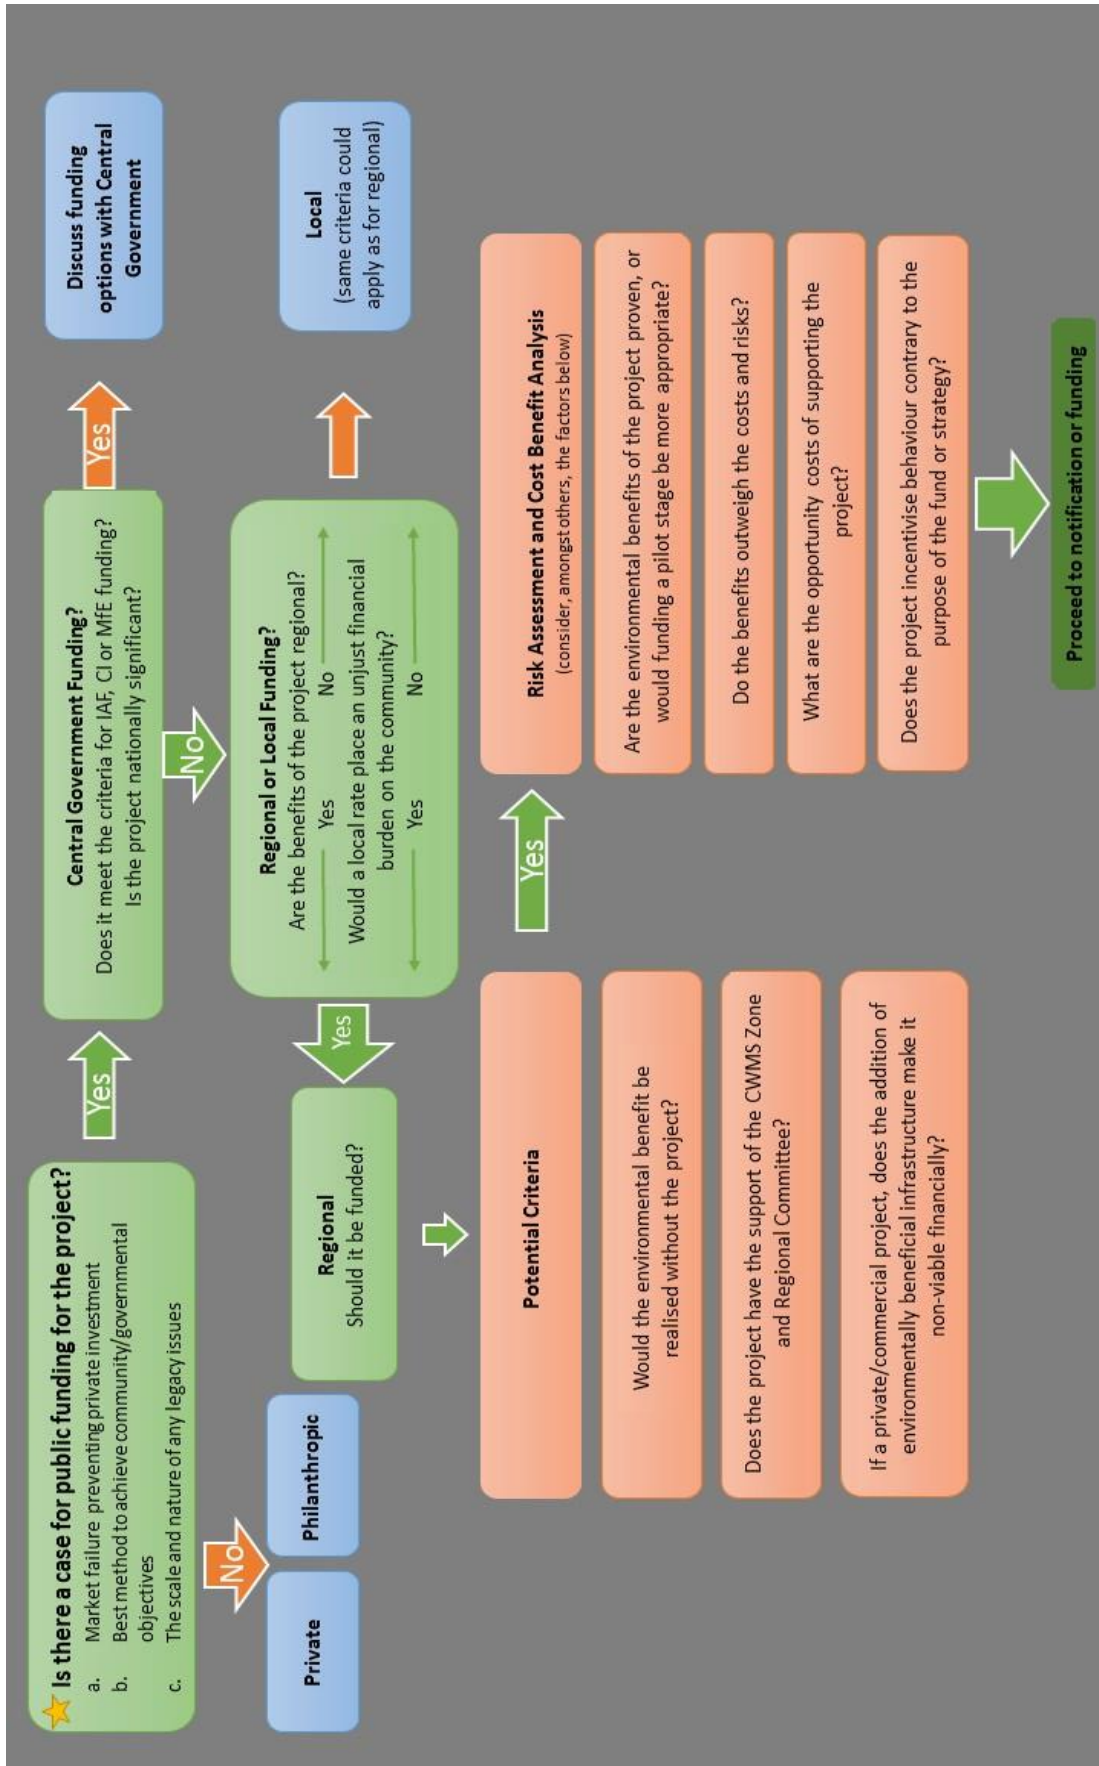 Is there a case for public funding for the project?
a. Market failure preventing private investment
b. Best method to achieve community/governmental
objectives
c. The scale and nature of any legacy issues
Yes
No
Private
Philanthropic
Central Government Funding?
Does it meet the criteria for IAF, CI or MfE funding?
Is the project nationally significant?
Yes
Discuss funding
options with Central
Government
No
Regional or Local Funding?
Are the benefits of the project regional?
Yes No
Would a local rate place an unjust financial
burden on the community?
Yes No
Local
(same criteria could
apply as for regional)
Yes
Regional
Should it be funded?
Potential Criteria
Would the environmental benefit be
realised without the project?
Does the project have the support of the CWMS Zone
and Regional Committee?
If a private/commercial project, does the addition of
environmentally beneficial infrastructure make it
non-viable financially?
Yes
Risk Assessment and Cost Benefit Analysis
(consider, amongst others, the factors below)
Are the environmental benefits of the project proven, or
would funding a pilot stage be more appropriate?
Do the benefits outweigh the costs and risks?
What are the opportunity costs of supporting the
project?
Does the project incentivise behaviour contrary to the
purpose of the fund or strategy?
Proceed to notification or funding